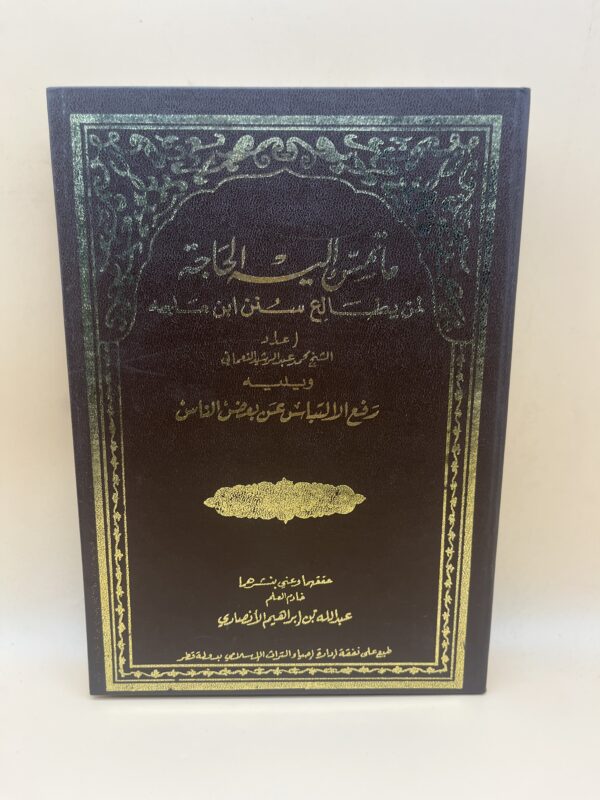 ما تمس إليه الحاجة
لمن يطالع سنن ابن ماجه
إعداد
الشيخ محمد عبد الرشيد النعماني
ويليه
رفع الالتباس عن بعض الناس
حققهما وعني بنشرهما
خادم العلم
عبد الله بن إبراهيم الأنصاري
طبع على نفقة إدارة إحياء التراث الإسلامي بدولة قطر